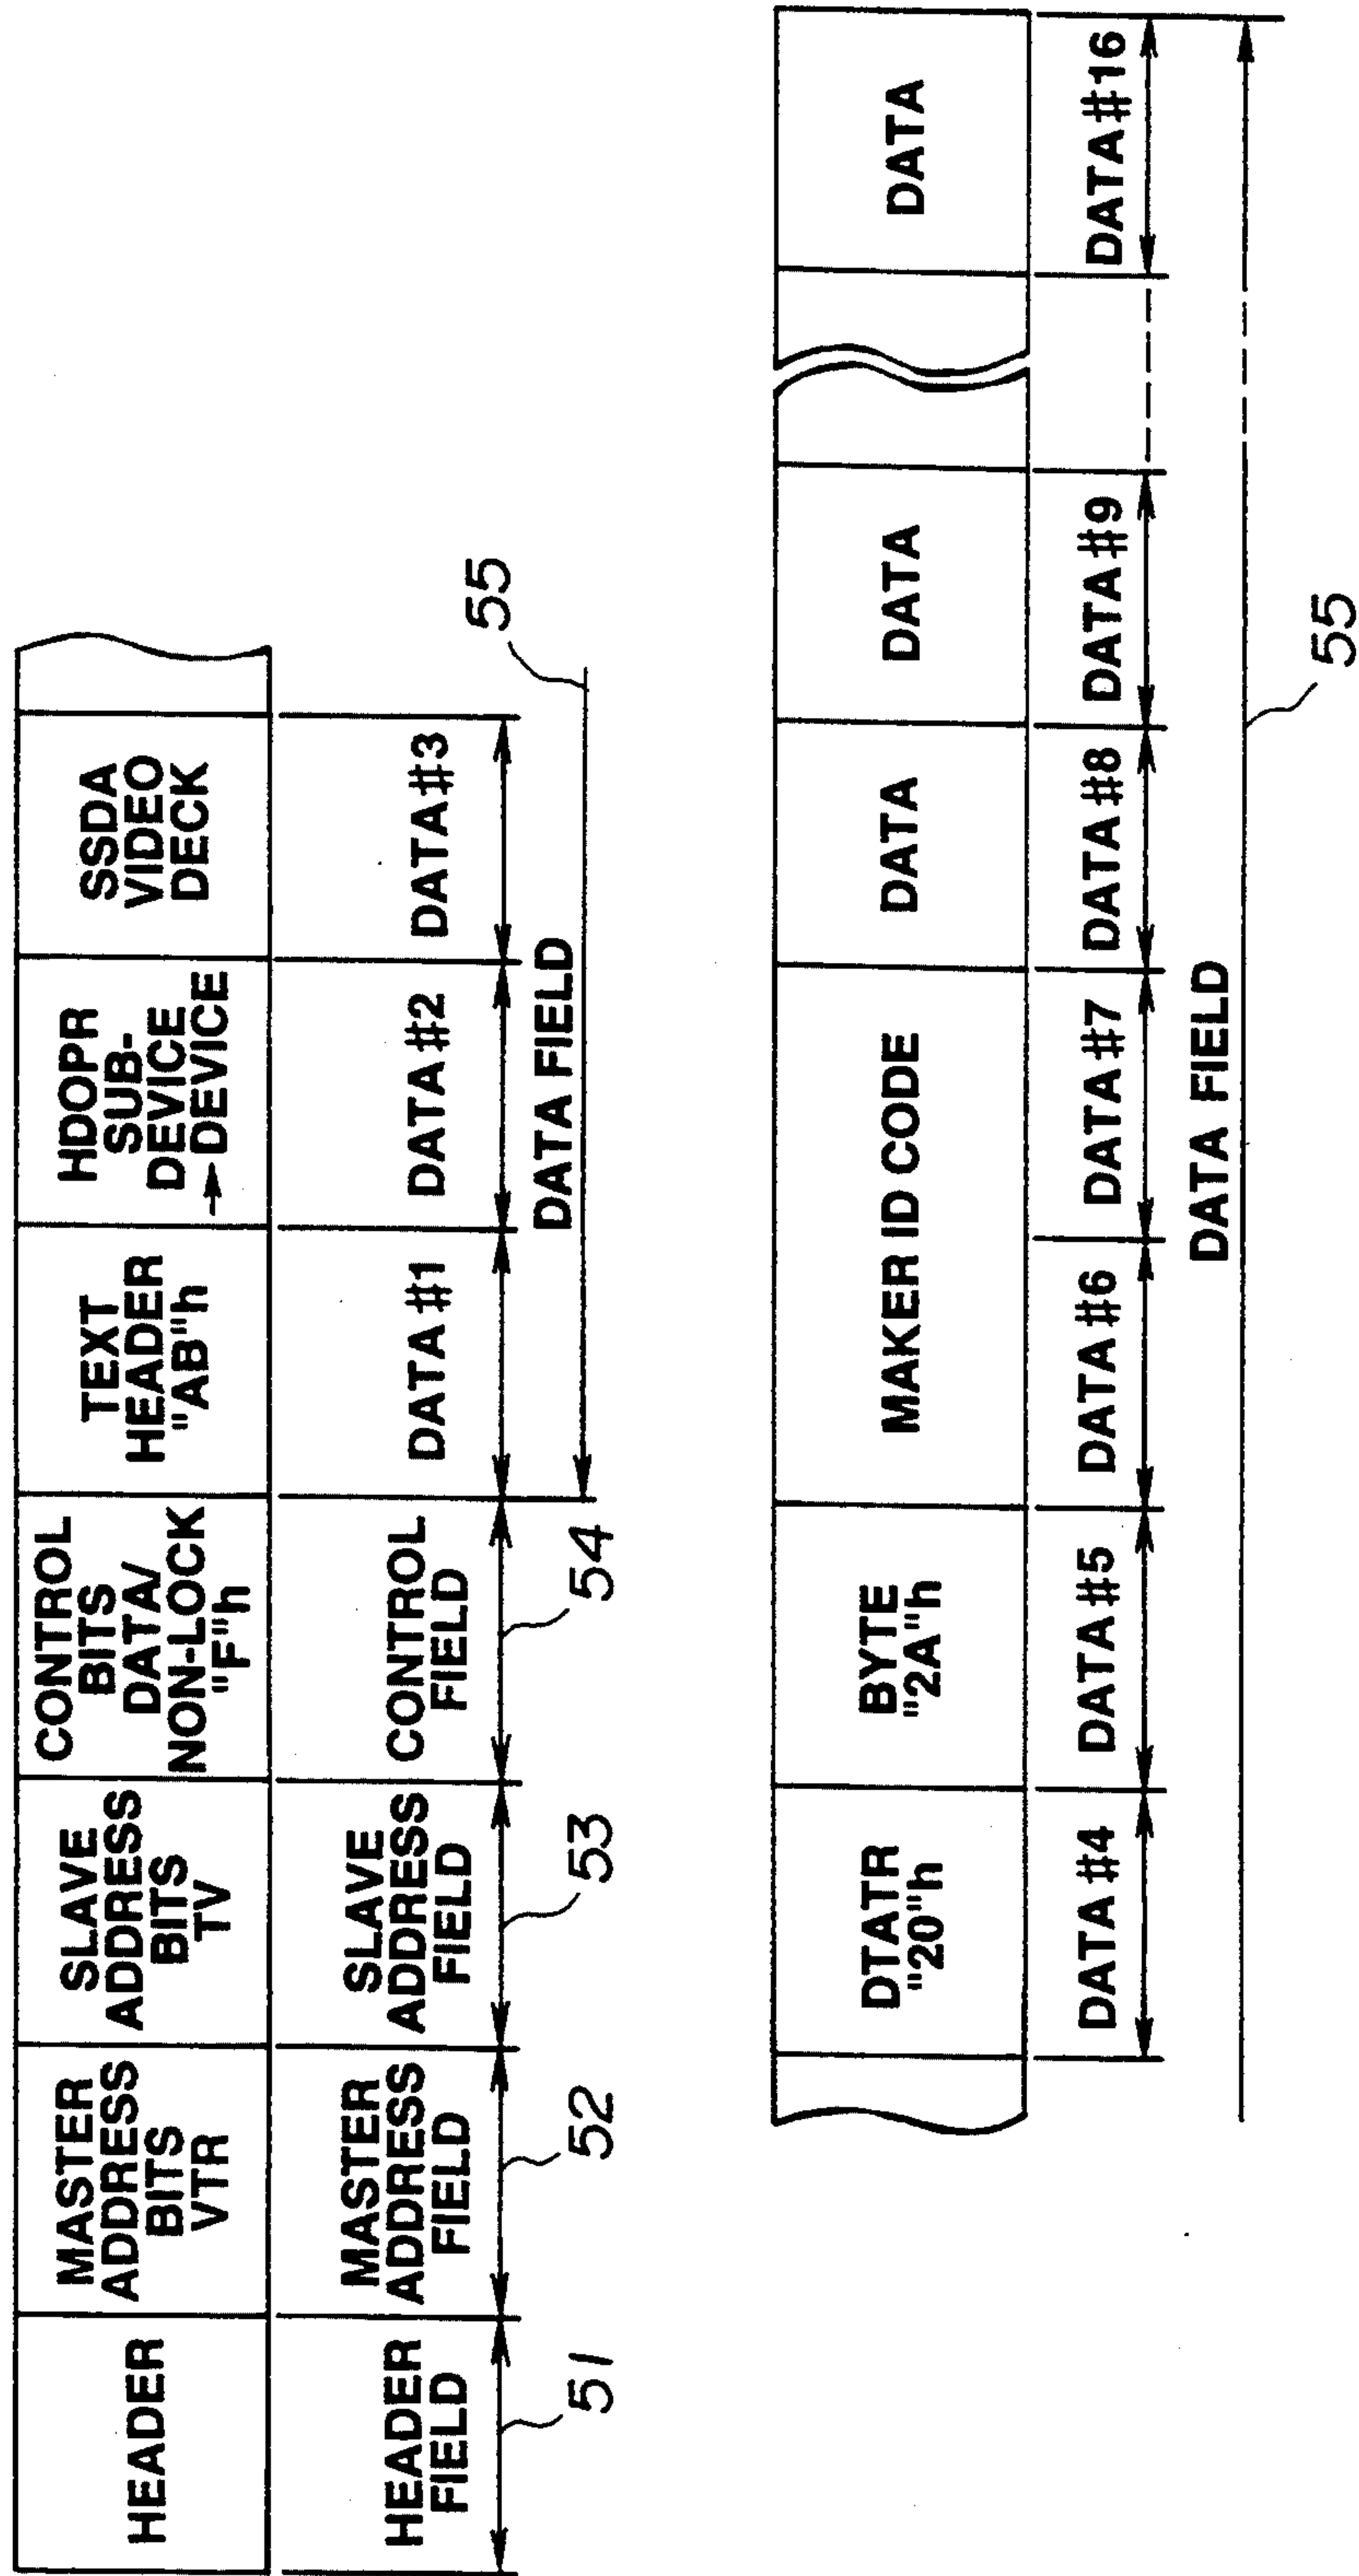 HEADER
MASTER
ADDRESS
BITS
VTR
SLAVE
ADDRESS
BITS
TV
CONTROL
BITS
DATA/
NON-LOCK
"F"h
TEXT
HEADER
"AB"h
HDOPR
SUB-
DEVICE
→DEVICE
SSDA
VIDEO
DECK
HEADER
FIELD
MASTER
ADDRESS
FIELD
SLAVE
ADDRESS
FIELD
CONTROL
FIELD
DATA #1
DATA #2
DATA #3
DATA FIELD
51
52
53
54
55
DTATR
"20"h
BYTE
"2A"h
MAKER ID CODE
DATA
DATA
DATA
DATA #4
DATA #5
DATA #6
DATA #7
DATA #8
DATA #9
DATA #16
DATA FIELD
55